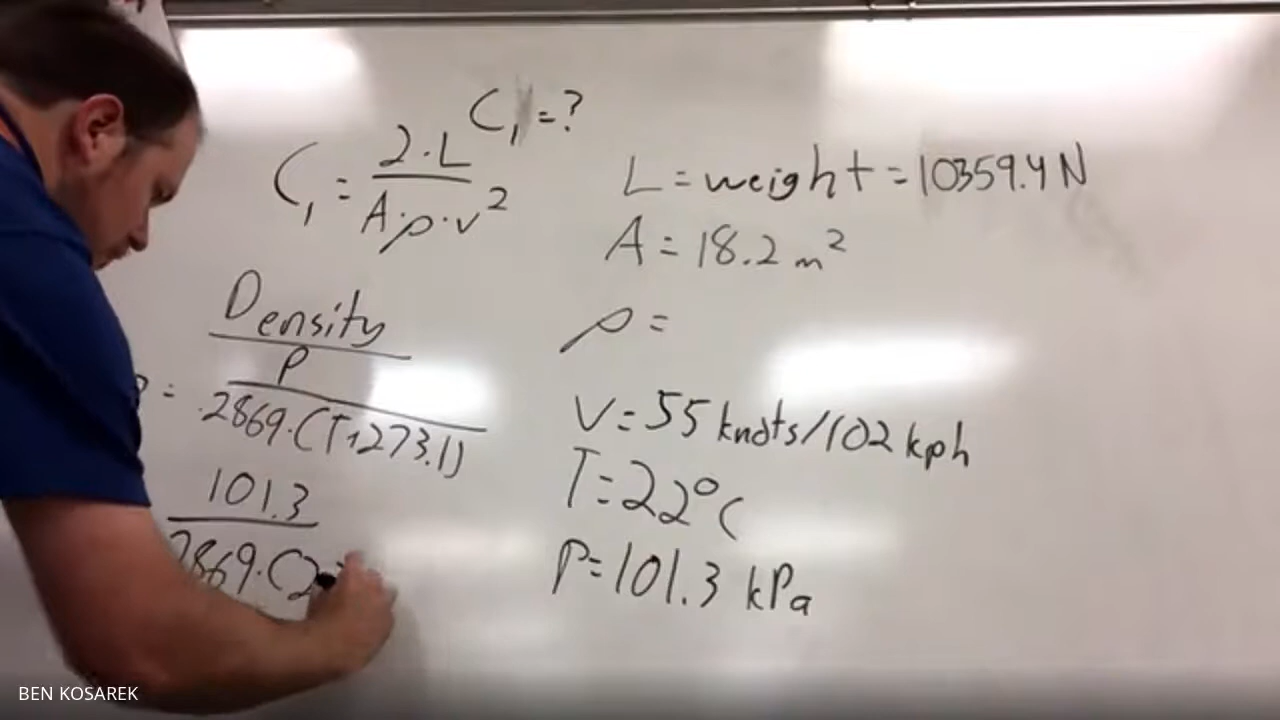 C₁ = ?
C₁ = 2·L / A·ρ·v²
L = weight = 10359.4 N
A = 18.2 m²
Density
ρ =
= P / .2869·(T+273.1)
V = 55 knots/102 kph
T = 22°C
101.3 / 2869·(2
P = 101.3 kPa
BEN KOSAREK